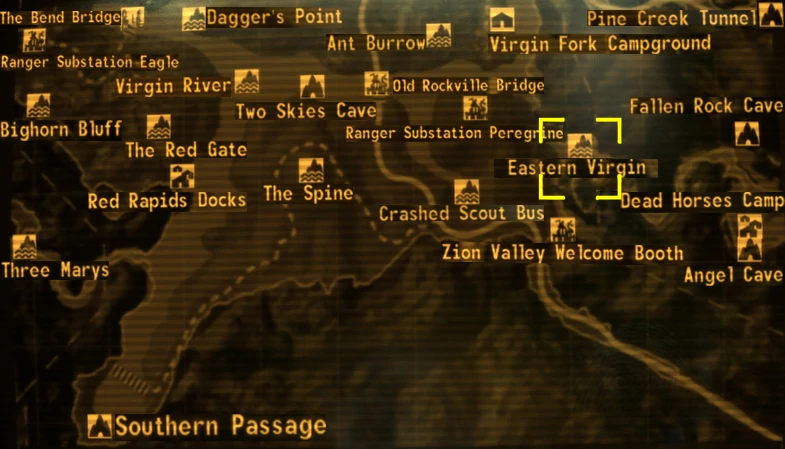 The Bend Bridge
Dagger's Point
Pine Creek Tunnel
Ant Burrow
Virgin Fork Campground
Ranger Substation Eagle
Virgin River
Old Rockville Bridge
Two Skies Cave
Fallen Rock Cave
Bighorn Bluff
Ranger Substation Peregrine
The Red Gate
Eastern Virgin
Red Rapids Docks
The Spine
Dead Horses Camp
Crashed Scout Bus
Zion Valley Welcome Booth
Three Marys
Angel Cave
Southern Passage